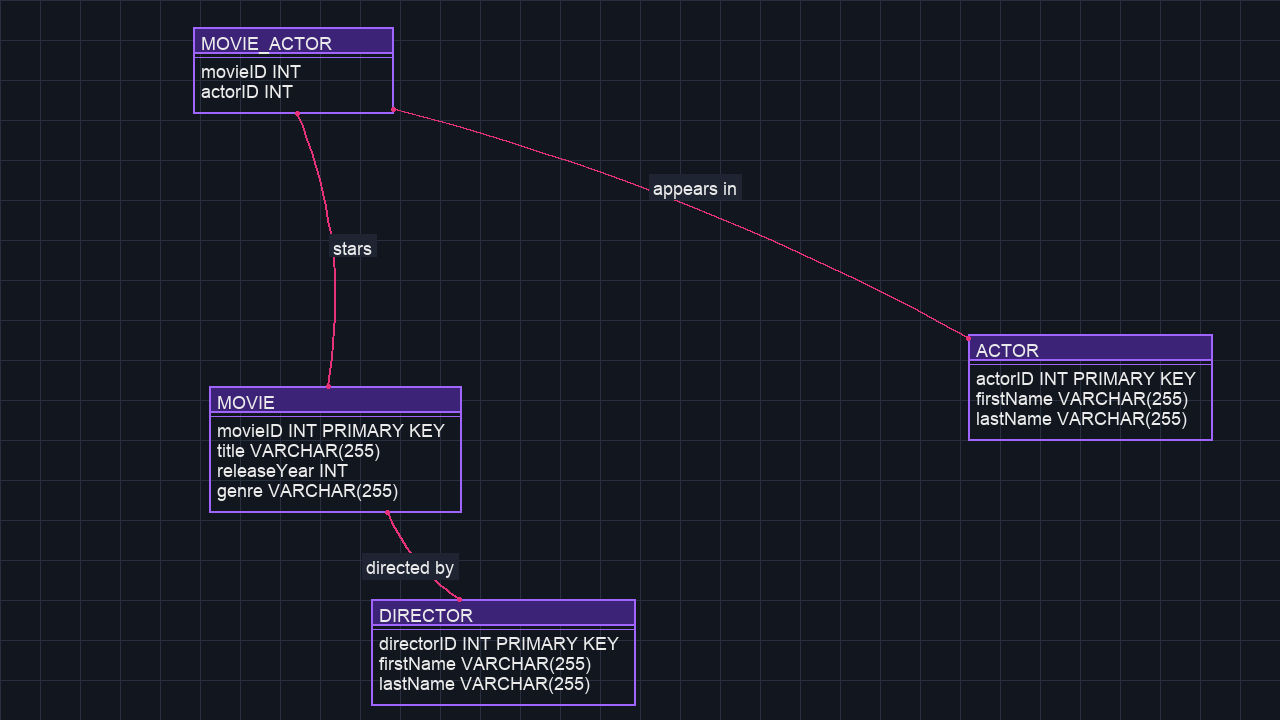 MOVIE_ACTOR
movieID INT
actorID INT
appears in
stars
ACTOR
actorID INT PRIMARY KEY
firstName VARCHAR(255)
lastName VARCHAR(255)
MOVIE
movieID INT PRIMARY KEY
title VARCHAR(255)
releaseYear INT
genre VARCHAR(255)
directed by
DIRECTOR
directorID INT PRIMARY KEY
firstName VARCHAR(255)
lastName VARCHAR(255)